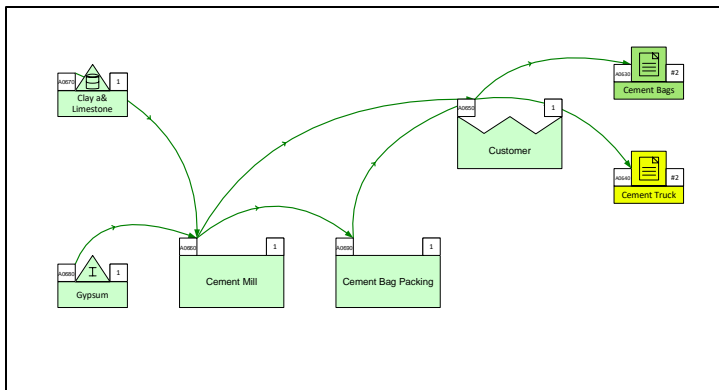 A0630
#2
Cement Bags
A0670
1
Clay a&
Limestone
A0650
1
Customer
A0640
#2
Cement Truck
A0660
1
Cement Mill
A0690
1
Cement Bag Packing
A0680
I
1
Gypsum